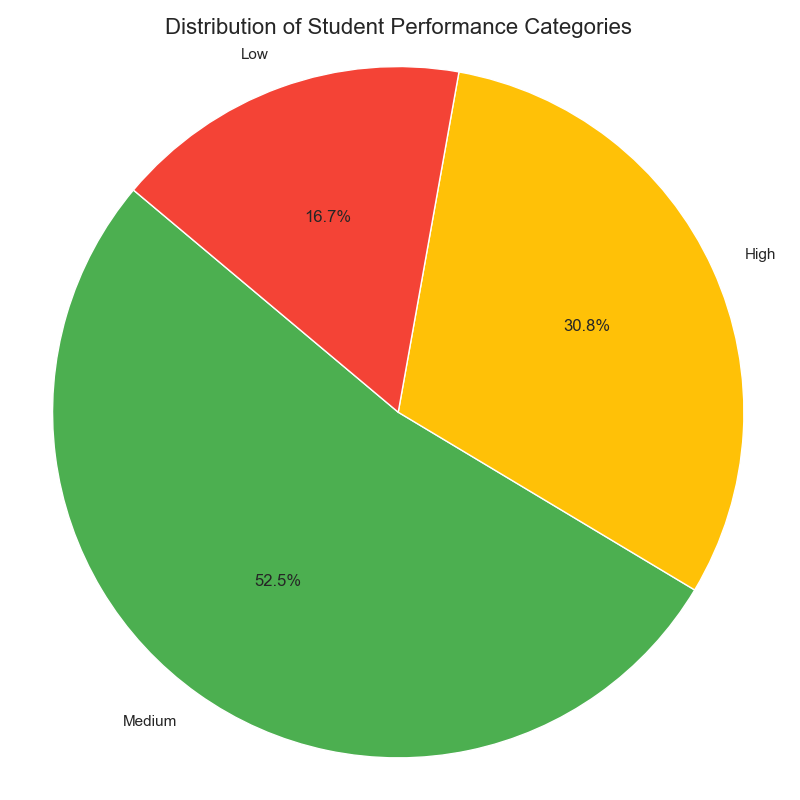 Distribution of Student Performance Categories
Low
16.7%
High
30.8%
52.5%
Medium